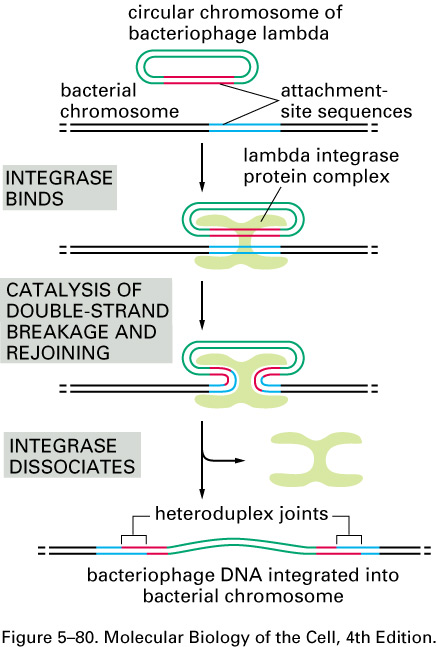 circular chromosome of
bacteriophage lambda
bacterial
chromosome
attachment-
site sequences
INTEGRASE
BINDS
lambda integrase
protein complex
CATALYSIS OF
DOUBLE-STRAND
BREAKAGE AND
REJOINING
INTEGRASE
DISSOCIATES
heteroduplex joints
bacteriophage DNA integrated into
bacterial chromosome
Figure 5–80. Molecular Biology of the Cell, 4th Edition.